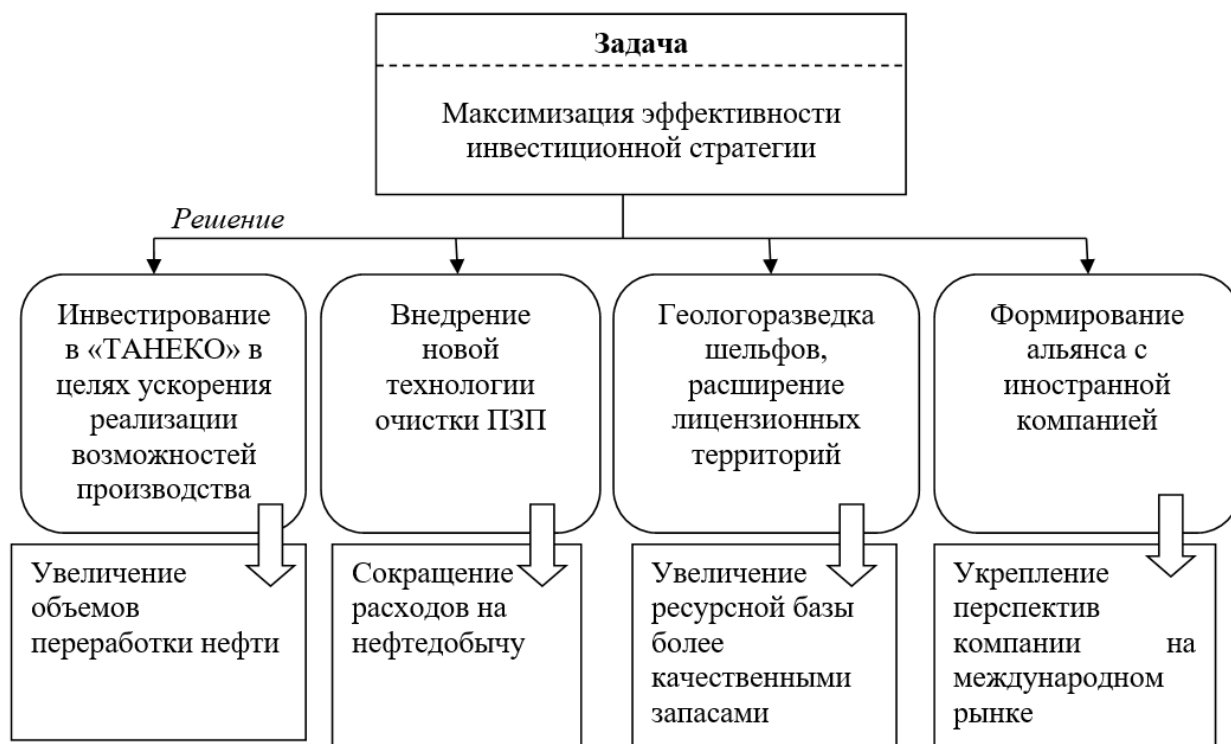 Задача
Максимизация эффективности
инвестиционной стратегии
Решение
Инвестирование
в «ТАНЕКО» в
целях ускорения
реализации
возможностей
производства
Внедрение
новой
технологии
очистки ПЗП
Геологоразведка
шельфов,
расширение
лицензионных
территорий
Формирование
альянса с
иностранной
компанией
Увеличение
объемов
переработки нефти
Сокращение
расходов на
нефтедобычу
Увеличение
ресурсной базы
более
качественными
запасами
Укрепление
перспектив
компании на
международном
рынке